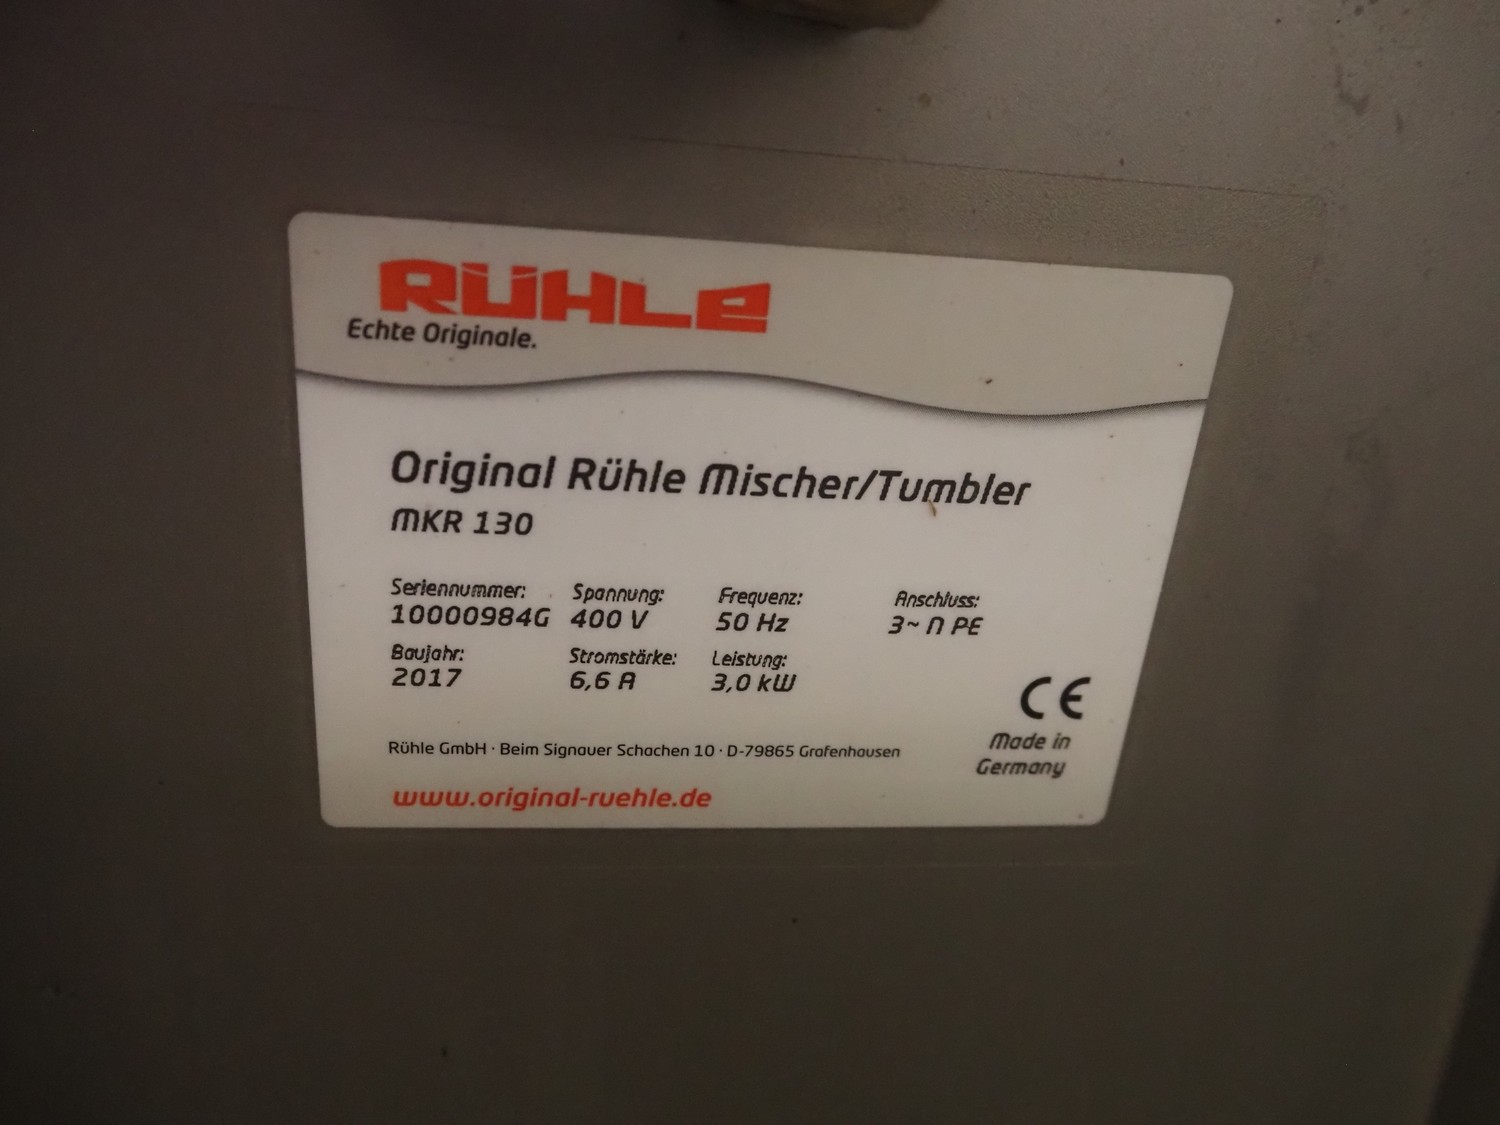 RÜHLE
Echte Originale.
Original Rühle Mischer/Tumbler
MKR 130
Seriennummer: Spannung: Frequenz: Anschluss:
10000984G 400 V 50 Hz 3~ N PE
Baujahr: Stromstärke: Leistung:
2017 6,6 A 3,0 kW
CE
Made in
Germany
Rühle GmbH · Beim Signauer Schachen 10 · D-79865 Grafenhausen
www.original-ruehle.de